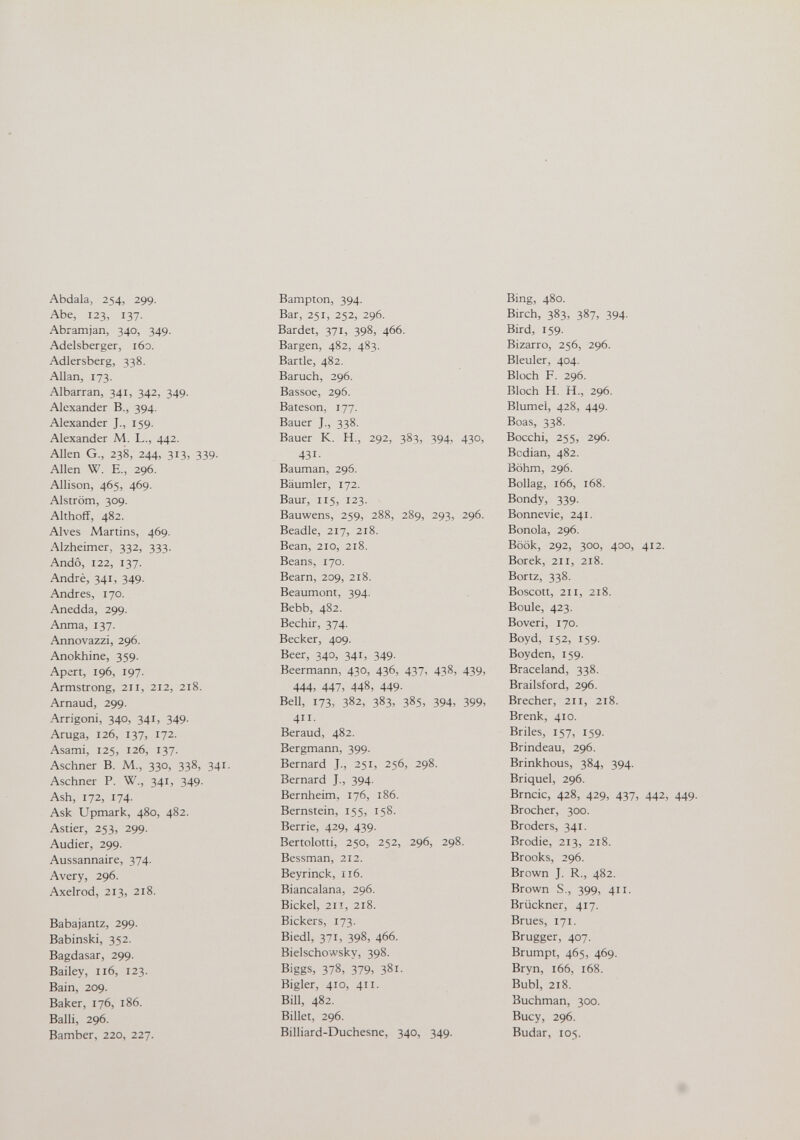 Abdala, 254, 299.
Abe, 123, 137.
Abramjan, 340, 349.
Adelsberger, 160.
Adlersberg, 338.
Allan, 173.
Albarran, 341, 342, 349.
Alexander B., 394.
Alexander J., 159.
Alexander M. L., 442.
Allen G., 238, 244, 313, 339.
Allen W. E., 296.
Allison, 465, 469.
Alström, 309.
Althoff, 482.
Alves Martins, 469.
Alzheimer, 332, 333.
Andô, 122, 137.
Andrè, 341, 349.
Andres, 170.
Anedda, 299.
Anma, 137.
Annovazzi, 296.
Anokhine, 359.
Apert, 196, 197.
Armstrong, 211, 212, 218.
Arnaud, 299.
Arrigoni, 340, 341, 349.
Aruga, 126, 137, 172.
Asami, 125, 126, 137.
Aschner B. M., 330, 338, 341.
Aschner P. W., 341, 349.
Ash, 172, 174.
Ask Upmark, 480, 482.
Astier, 253, 299.
Audier, 299.
Aussannaire, 374.
Avery, 296.
Axelrod, 213, 218.
Babajantz, 299.
Babinski, 352.
Bagdasar, 299.
Bailey, 116, 123.
Bain, 209.
Baker, 176, 186.
Balli, 296.
Bamber, 220, 227.
Bampton, 394.
Bar, 251, 252, 296.
Bardet, 371, 398, 466.
Bargen, 482, 483.
Bartle, 482.
Baruch, 296.
Bassoe, 296.
Bateson, 177.
Bauer J., 338.
Bauer K. H., 292, 383, 394, 430,
431.
Bauman, 296.
Bäumler, 172.
Baur, 115, 123.
Bauwens, 259, 288, 289, 293, 296.
Beadle, 217, 218.
Bean, 210, 218.
Beans, 170.
Bearn, 209, 218.
Beaumont, 394.
Bebb, 482.
Bechir, 374.
Becker, 409.
Beer, 340, 341, 349.
Beermann, 430, 436, 437, 438, 439,
444, 447, 448, 449.
Bell, 173, 382, 383, 385, 394, 399,
411.
Beraud, 482.
Bergmann, 399.
Bernard J., 251, 256, 298.
Bernard J., 394.
Bernheim, 176, 186.
Bernstein, 155, 158.
Berrie, 429, 439.
Bertolotti, 250, 252, 296, 298.
Bessman, 212.
Beyrinck, 116.
Biancalana, 296.
Bickel, 211, 218.
Bickers, 173.
Biedl, 371, 398, 466.
Bielschowsky, 398.
Biggs, 378, 379, 381.
Bigler, 410, 411.
Bill, 482.
Billet, 296.
Billiard-Duchesne, 340, 349.
Bing, 480.
Birch, 383, 387, 394.
Bird, 159.
Bizarro, 256, 296.
Bleuler, 404.
Bloch F. 296.
Bloch H. H., 296.
Blumel, 428, 449.
Boas, 338.
Bocchi, 255, 296.
Bodian, 482.
Böhm, 296.
Bollag, 166, 168.
Bondy, 339.
Bonnevie, 241.
Bonola, 296.
Böök, 292, 300, 400, 412.
Borek, 211, 218.
Bortz, 338.
Boscott, 211, 218.
Boule, 423.
Boveri, 170.
Boyd, 152, 159.
Boyden, 159.
Braceland, 338.
Brailsford, 296.
Brecher, 211, 218.
Brenk, 410.
Briles, 157, 159.
Brindeau, 296.
Brinkhous, 384, 394.
Briquel, 296.
Brncic, 428, 429, 437, 442, 449.
Brocher, 300.
Broders, 341.
Brodie, 213, 218.
Brooks, 296.
Brown J. R., 482.
Brown S., 399, 411.
Brückner, 417.
Brues, 171.
Brugger, 407.
Brumpt, 465, 469.
Bryn, 166, 168.
Bubl, 218.
Buchman, 300.
Bucy, 296.
Budar, 105.